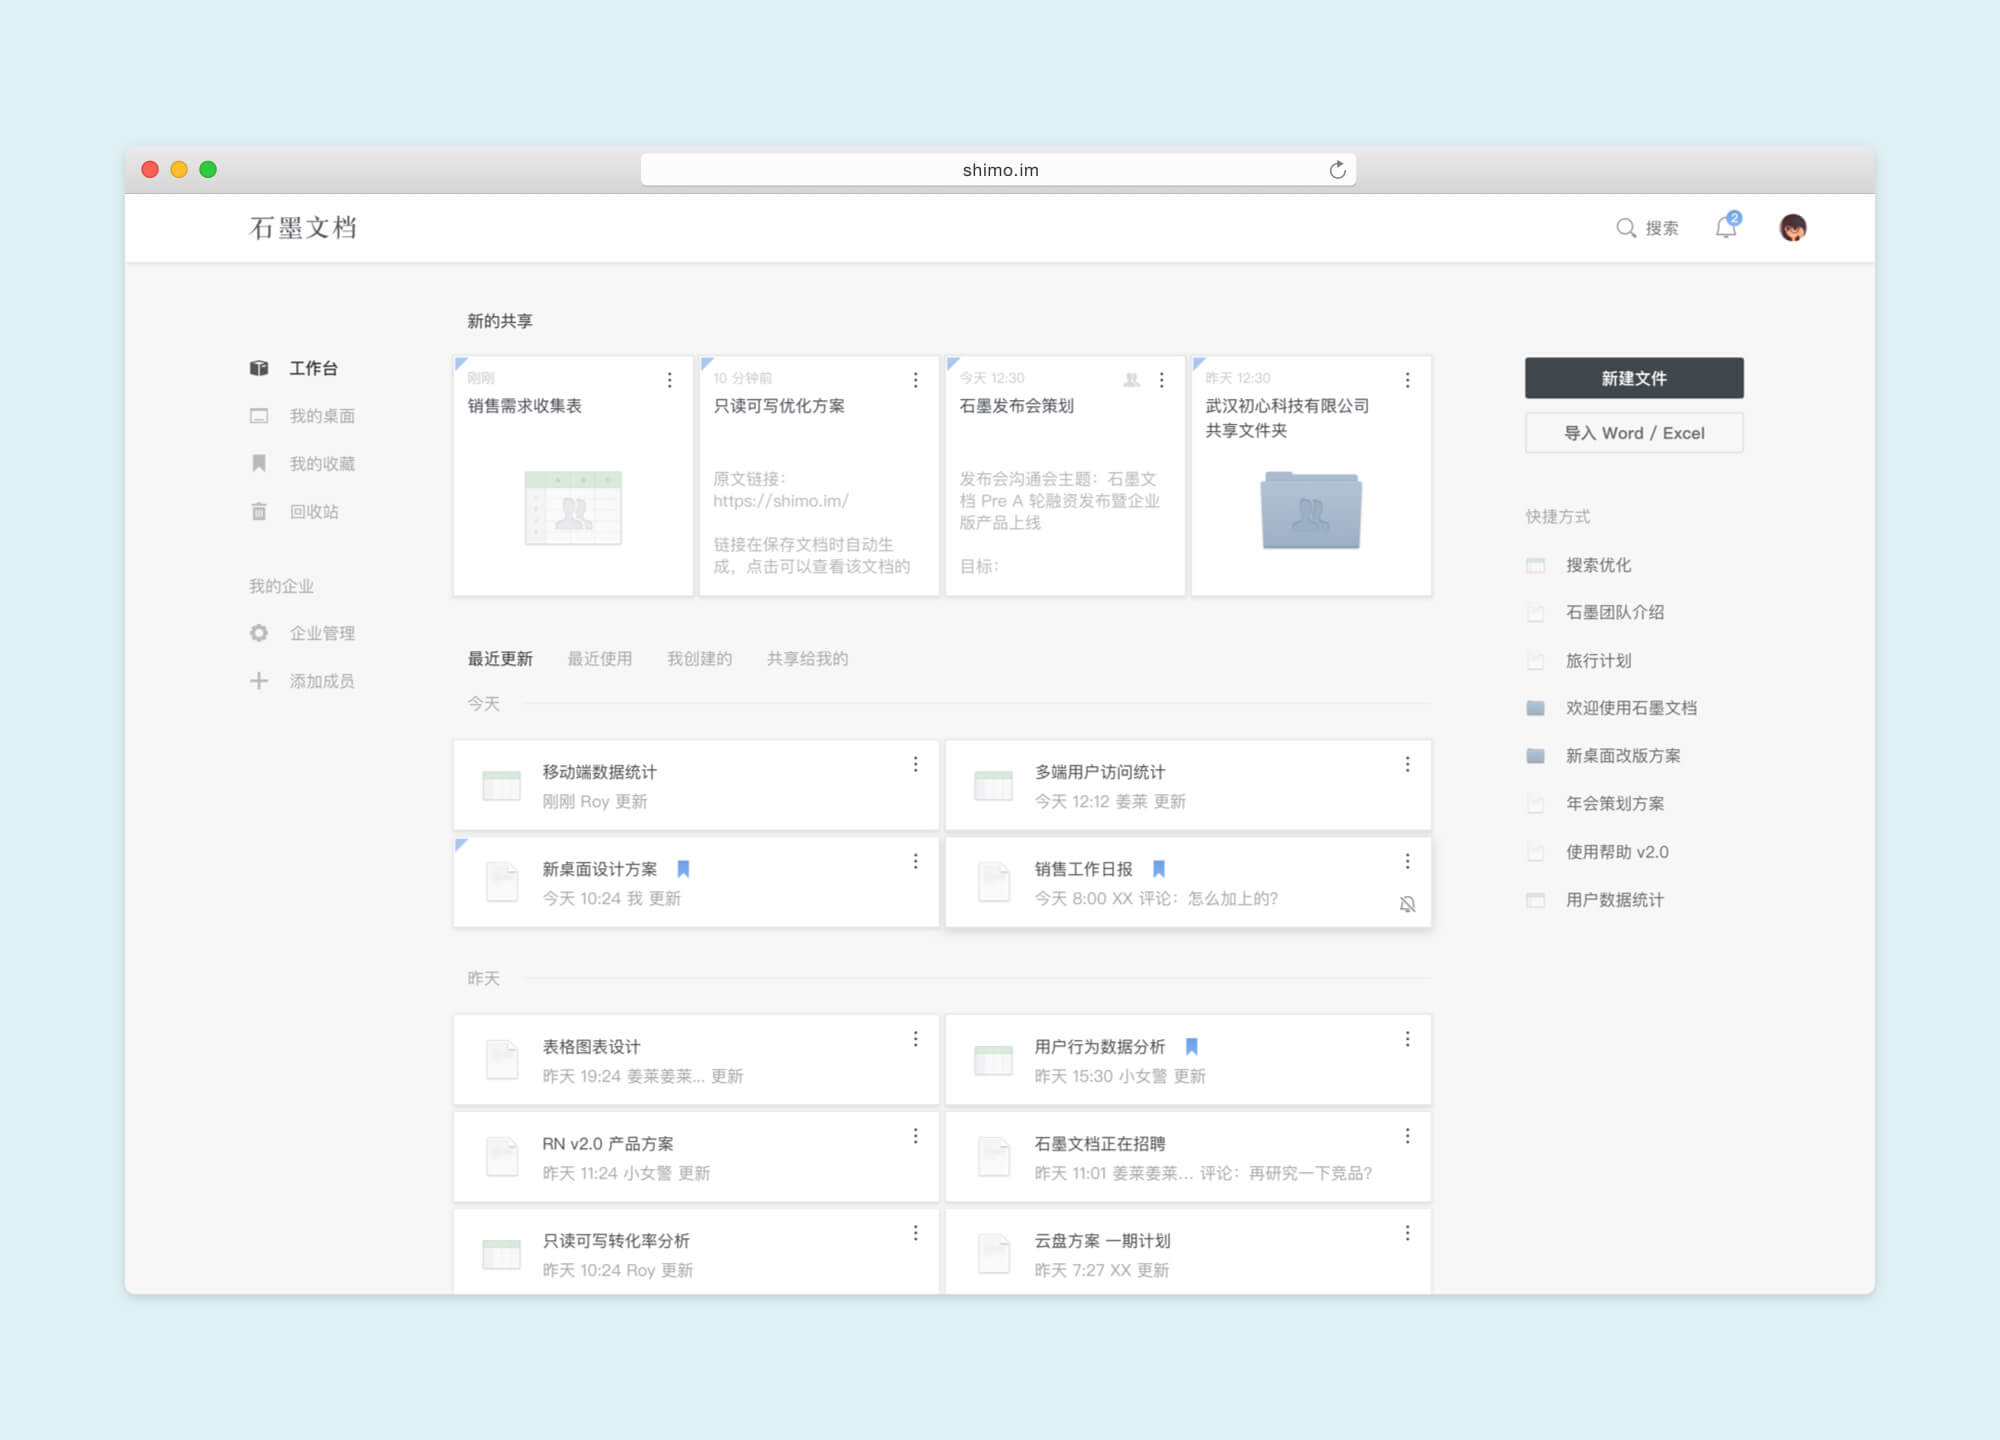 shimo.im
石墨文档
搜索
2
工作台
我的桌面
我的收藏
回收站
我的企业
企业管理
添加成员
新的共享
刚刚
销售需求收集表
10 分钟前
只读可写优化方案
原文链接：
https://shimo.im/
链接在保存文档时自动生
成，点击可以查看该文档的
今天 12:30
石墨发布会策划
发布会沟通会主题：石墨文
档 Pre A 轮融资发布暨企业
版产品上线
目标：
昨天 12:30
武汉初心科技有限公司
共享文件夹
最近更新
最近使用
我创建的
共享给我的
今天
移动端数据统计
刚刚 Roy 更新
多端用户访问统计
今天 12:12 姜莱 更新
新桌面设计方案
今天 10:24 我 更新
销售工作日报
今天 8:00 XX 评论：怎么加上的?
昨天
表格图表设计
昨天 19:24 姜莱姜莱... 更新
用户行为数据分析
昨天 15:30 小女警 更新
RN v2.0 产品方案
昨天 11:24 小女警 更新
石墨文档正在招聘
昨天 11:01 姜莱姜莱... 评论：再研究一下竞品?
只读可写转化率分析
昨天 10:24 Roy 更新
云盘方案 一期计划
昨天 7:27 XX 更新
新建文件
导入 Word / Excel
快捷方式
搜索优化
石墨团队介绍
旅行计划
欢迎使用石墨文档
新桌面改版方案
年会策划方案
使用帮助 v2.0
用户数据统计